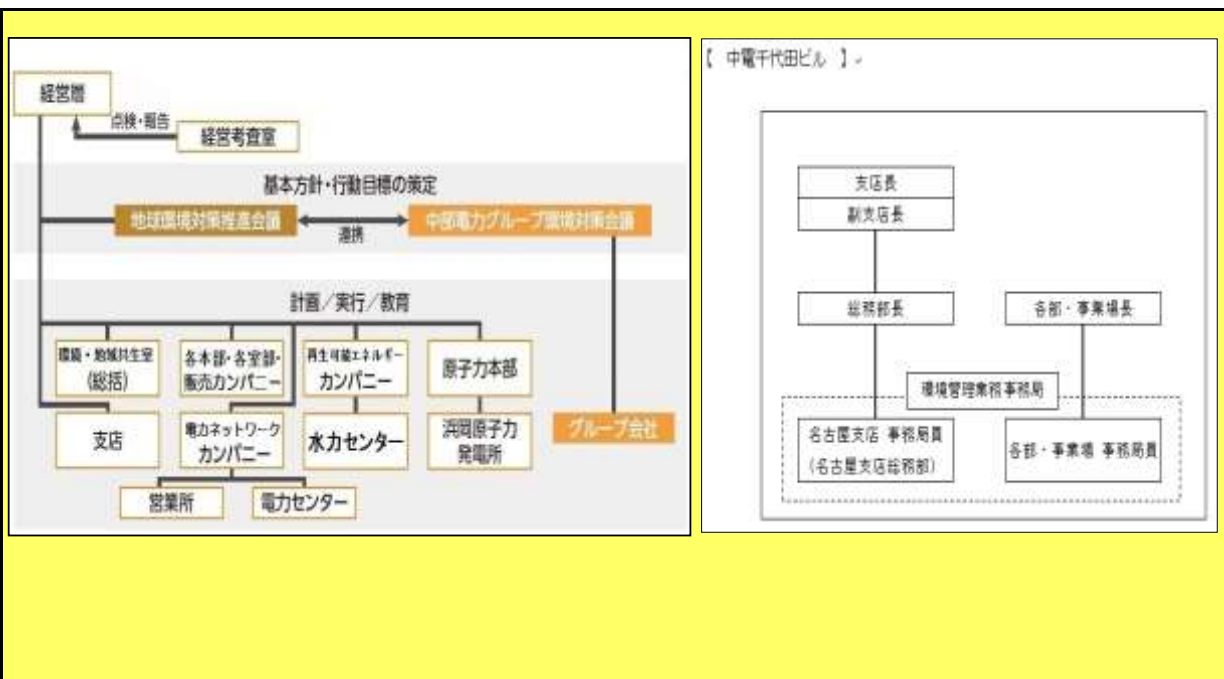 経営層
点検・報告
経営考査室
基本方針・行動目標の策定
地球環境対策推進会議
連携
中部電力グループ環境対策会議
計画／実行／教育
環境・地域共生室
(総括)
各本部・各室部・
販売カンパニー
再生可能エネルギー
カンパニー
原子力本部
支店
電力ネットワーク
カンパニー
水力センター
浜岡原子力
発電所
グループ会社
営業所
電力センター
【 中電千代田ビル 】
支店長
副支店長
総務部長
各部・事業場長
環境管理業務事務局
名古屋支店 事務局員
(名古屋支店総務部)
各部・事業場 事務局員